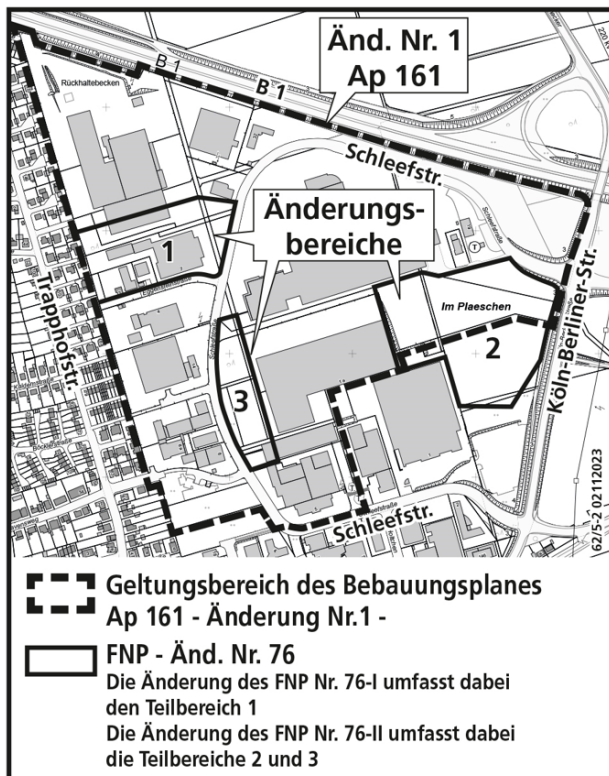 Änd. Nr. 1
Ap 161
B 1
B 1
Rückhaltebecken
Schleefstr.
Änderungs-
bereiche
1
Trapphofstr.
Im Plaeschen
2
3
Köln-Berliner-Str.
Schleefstr.
62/5-2 02112023
Geltungsbereich des Bebauungsplanes
Ap 161 - Änderung Nr.1 -
FNP - Änd. Nr. 76
Die Änderung des FNP Nr. 76-I umfasst dabei
den Teilbereich 1
Die Änderung des FNP Nr. 76-II umfasst dabei
die Teilbereiche 2 und 3